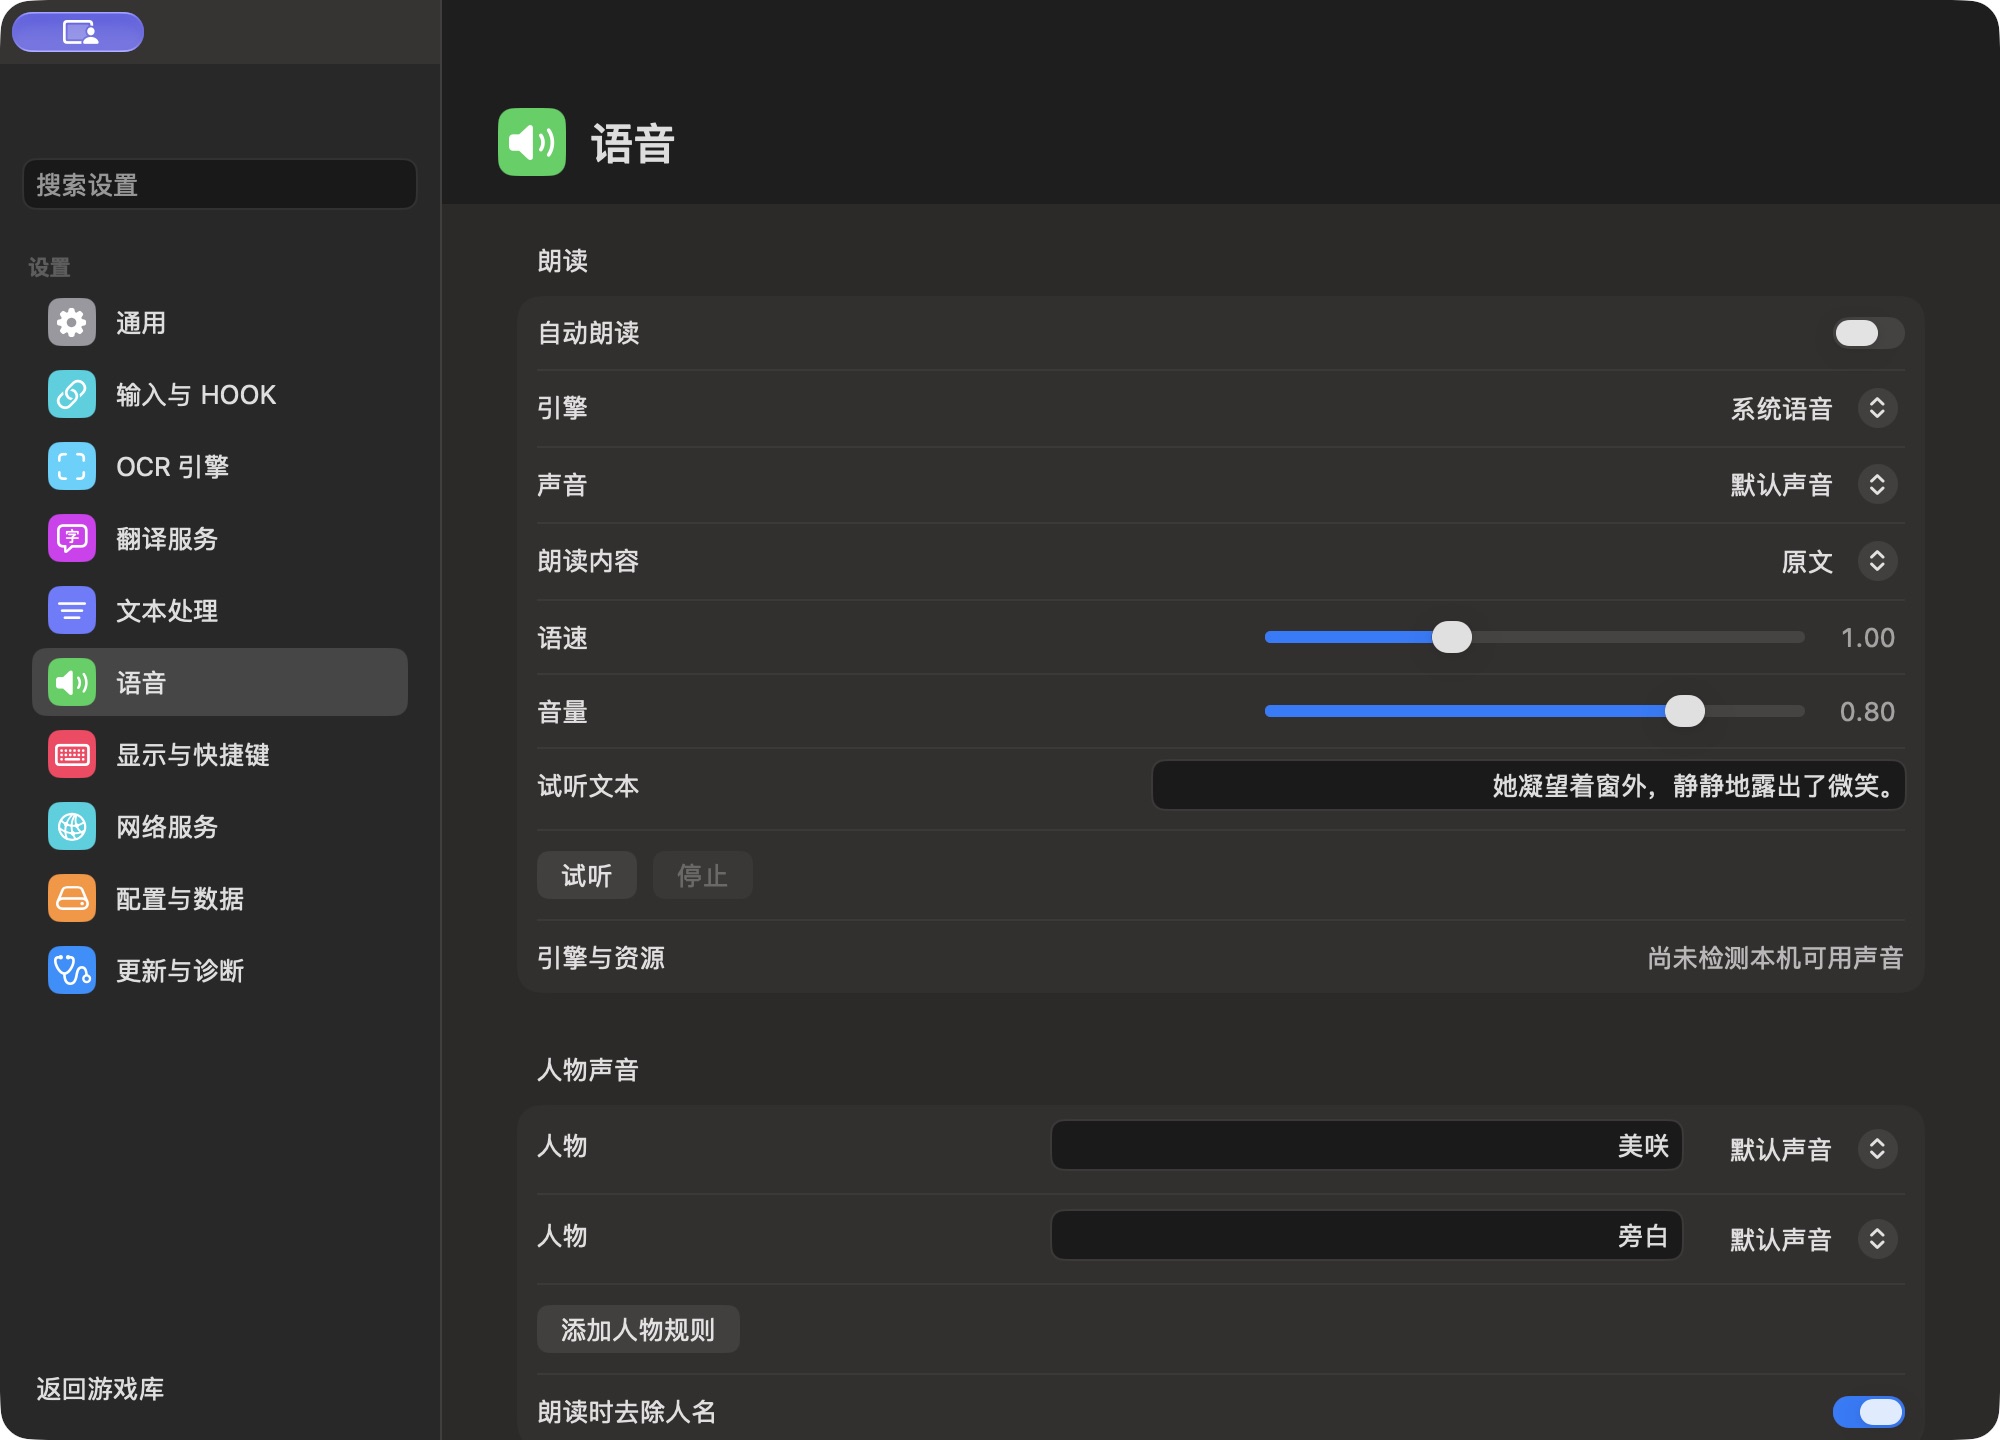 搜索设置
设置
通用
输入与 HOOK
OCR 引擎
字
翻译服务
文本处理
语音
显示与快捷键
网络服务
配置与数据
更新与诊断
返回游戏库
语音
朗读
自动朗读
引擎 系统语音
声音 默认声音
朗读内容 原文
语速 1.00
音量 0.80
试听文本 她凝望着窗外，静静地露出了微笑。
试听 停止
引擎与资源 尚未检测本机可用声音
人物声音
人物 美咲 默认声音
人物 旁白 默认声音
添加人物规则
朗读时去除人名